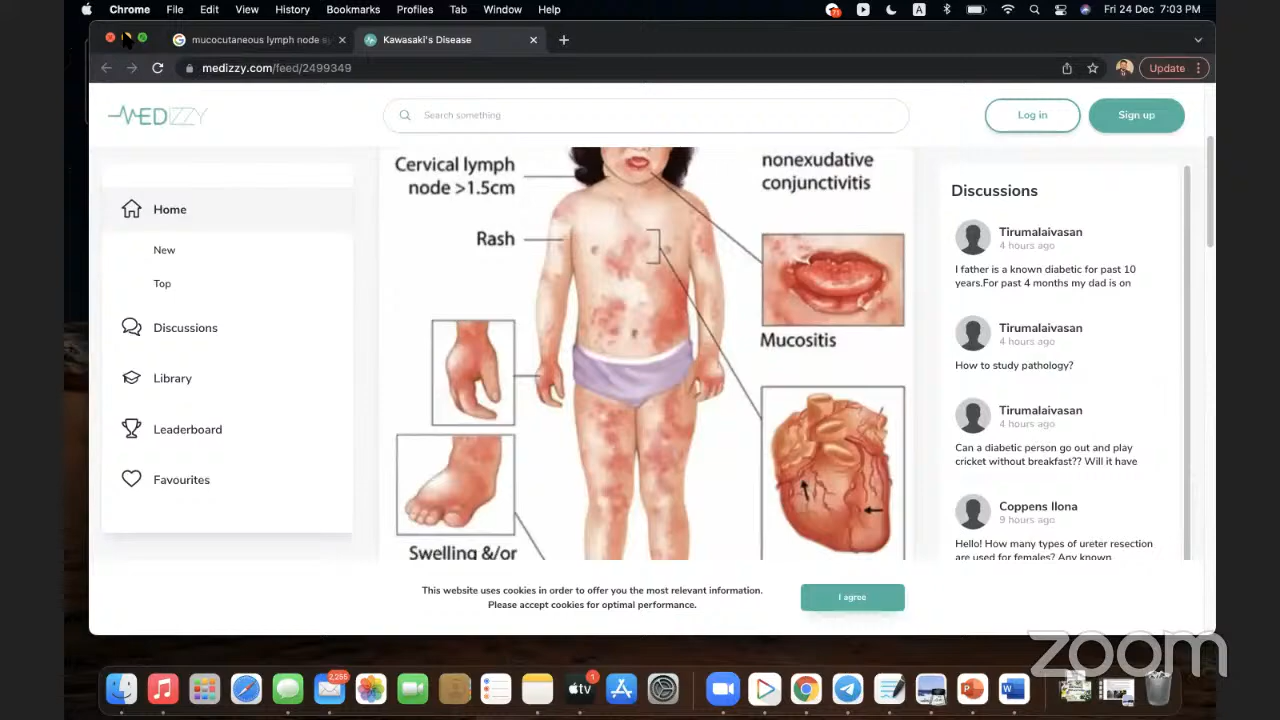 Chrome File Edit View History Bookmarks Profiles Tab Window Help
71 A Fri 24 Dec 7:03 PM
mucocutaneous lymph node sy
Kawasaki's Disease
medizzy.com/feed/2499349
Update
MEDIZZY
Search something
Log in
Sign up
Home
New
Top
Discussions
Library
Leaderboard
Favourites
Cervical lymph
node >1.5cm
Rash
Swelling &/or
nonexudative
conjunctivitis
Mucositis
Discussions
Tirumalaivasan
4 hours ago
I father is a known diabetic for past 10
years.For past 4 months my dad is on
Tirumalaivasan
4 hours ago
How to study pathology?
Tirumalaivasan
4 hours ago
Can a diabetic person go out and play
cricket without breakfast?? Will it have
Coppens Ilona
9 hours ago
Hello! How many types of ureter resection
are used for females? Any known
This website uses cookies in order to offer you the most relevant information.
Please accept cookies for optimal performance.
I agree
zoom
2,255
tv
1
P
W